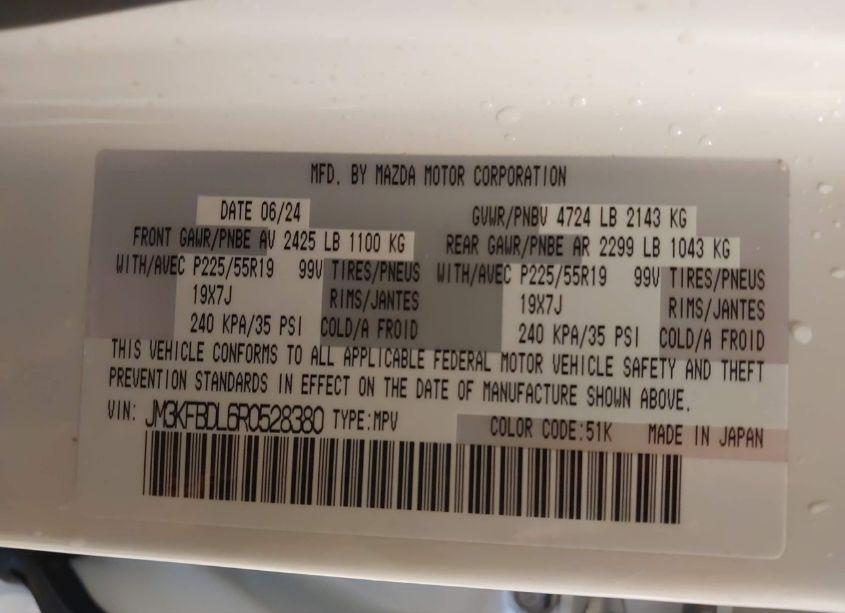 MFD. BY MAZDA MOTOR CORPORATION
DATE 06/24 GVWR/PNBV 4724 LB 2143 KG
FRONT GAWR/PNBE AV 2425 LB 1100 KG REAR GAWR/PNBE AR 2299 LB 1043 KG
WITH/AVEC P225/55R19 99V TIRES/PNEUS WITH/AVEC P225/55R19 99V TIRES/PNEUS
19X7J RIMS/JANTES 19X7J RIMS/JANTES
240 KPA/35 PSI COLD/A FROID 240 KPA/35 PSI COLD/A FROID
THIS VEHICLE CONFORMS TO ALL APPLICABLE FEDERAL MOTOR VEHICLE SAFETY AND THEFT
PREVENTION STANDARDS IN EFFECT ON THE DATE OF MANUFACTURE SHOWN ABOVE.
VIN: JM3KFBDL6R0528380 TYPE:MPV COLOR CODE:51K MADE IN JAPAN